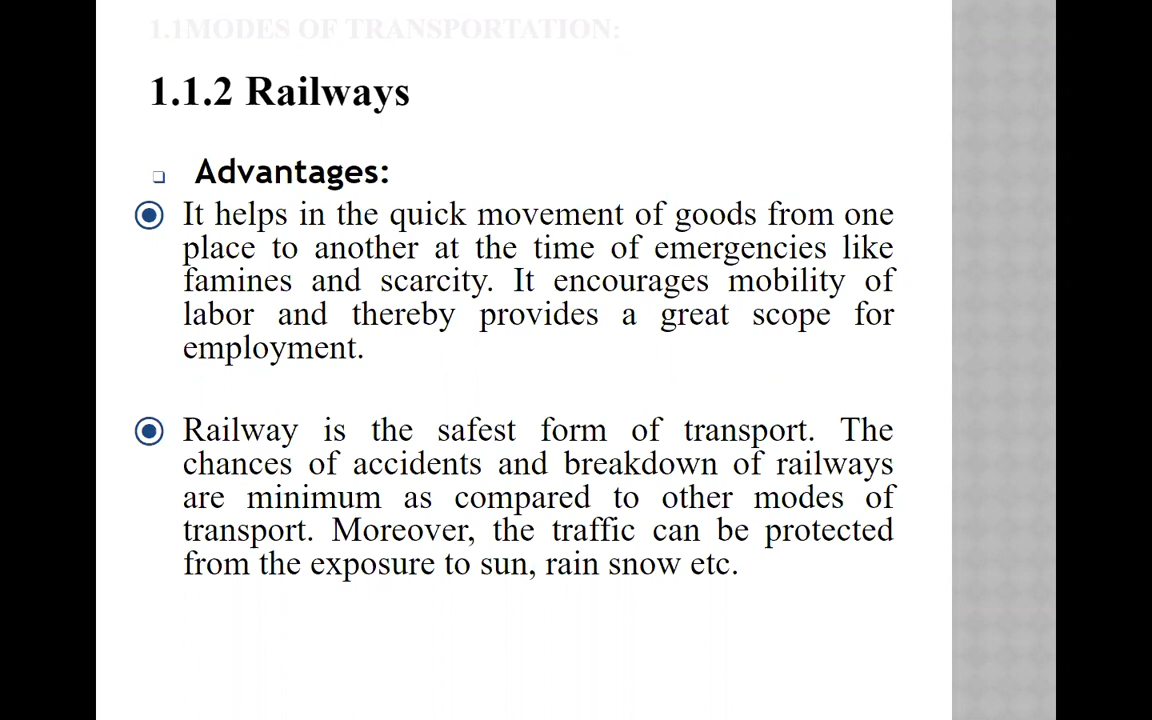 1.1MODES OF TRANSPORTATION:
1.1.2 Railways
Advantages:
It helps in the quick movement of goods from one
place to another at the time of emergencies like
famines and scarcity. It encourages mobility of
labor and thereby provides a great scope for
employment.
Railway is the safest form of transport. The
chances of accidents and breakdown of railways
are minimum as compared to other modes of
transport. Moreover, the traffic can be protected
from the exposure to sun, rain snow etc.